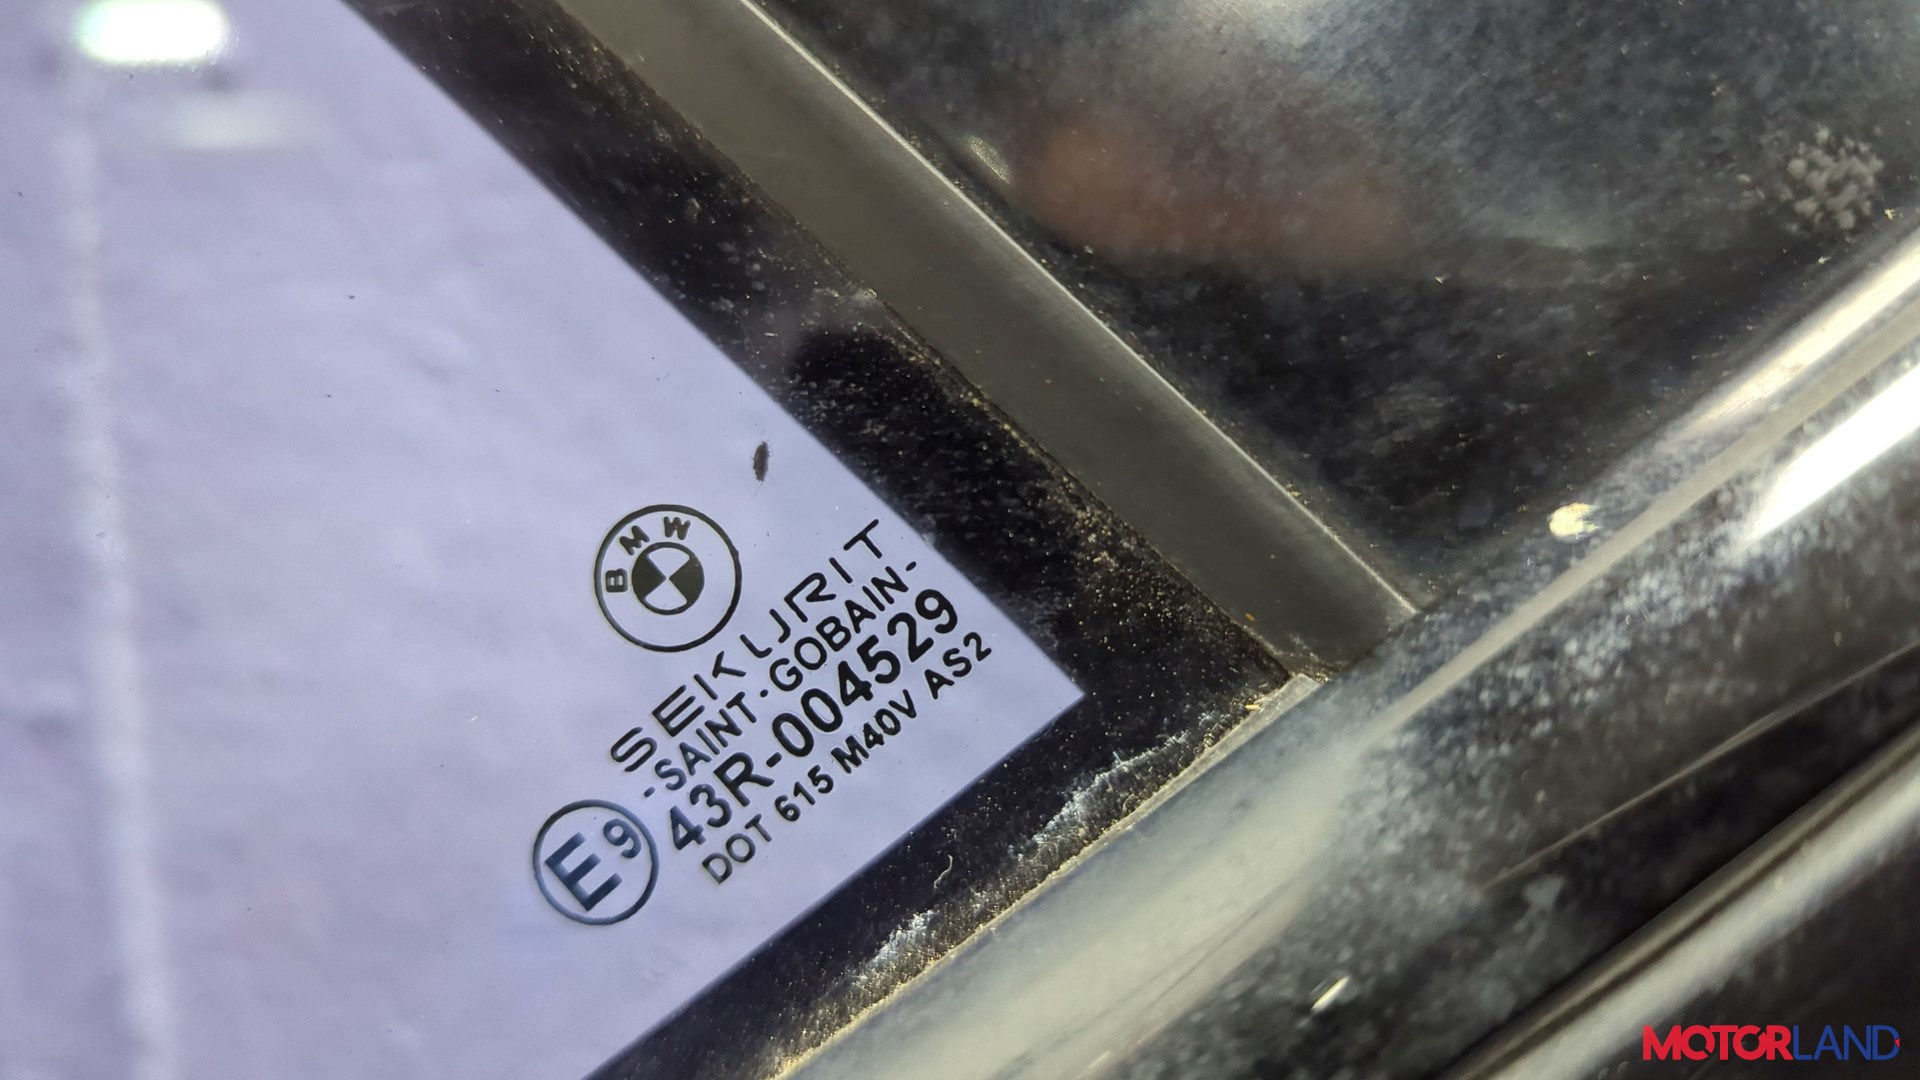 BMW
SEKURIT
-SAINT-GOBAIN-
E9 43R-004529
DOT 615 M40V AS2
MOTORLAND